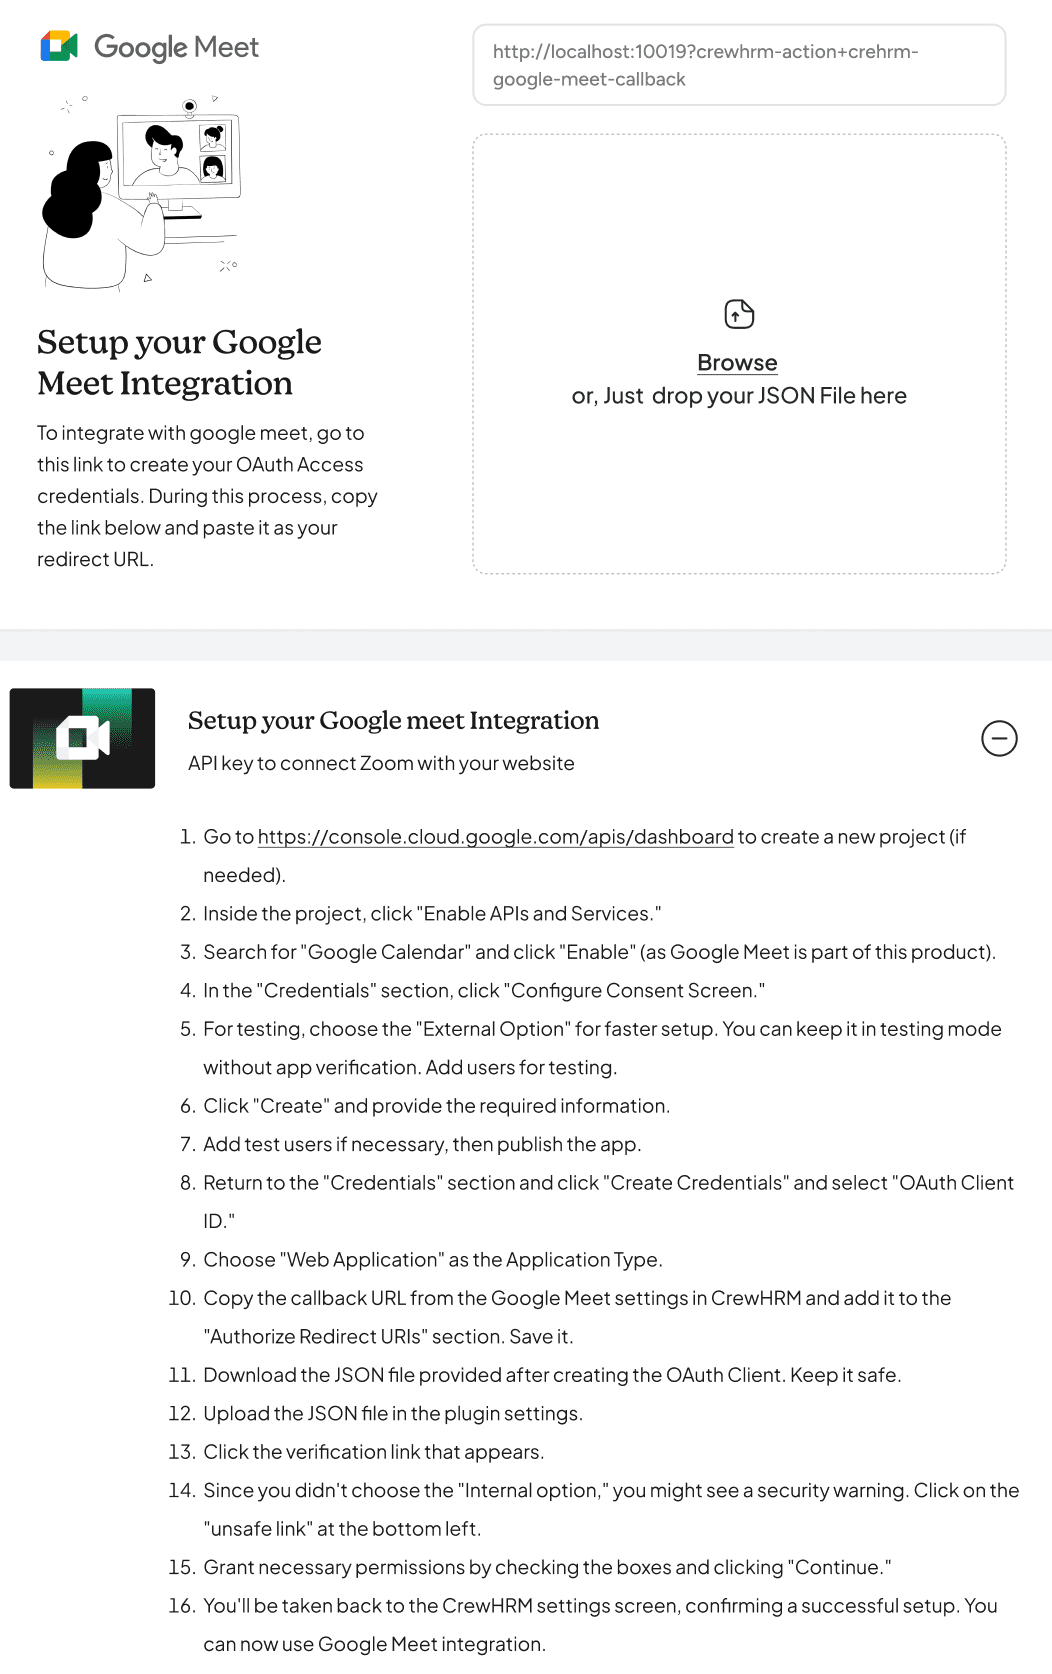 Google Meet
Setup your Google
Meet Integration
To integrate with google meet, go to
this link to create your OAuth Access
credentials. During this process, copy
the link below and paste it as your
redirect URL.
http://localhost:10019?crewhrm-action+crehrm-
google-meet-callback
Browse
or, Just drop your JSON File here
Setup your Google meet Integration
API key to connect Zoom with your website
1. Go to https://console.cloud.google.com/apis/dashboard to create a new project (if
needed).
2. Inside the project, click "Enable APIs and Services."
3. Search for "Google Calendar" and click "Enable" (as Google Meet is part of this product).
4. In the "Credentials" section, click "Configure Consent Screen."
5. For testing, choose the "External Option" for faster setup. You can keep it in testing mode
without app verification. Add users for testing.
6. Click "Create" and provide the required information.
7. Add test users if necessary, then publish the app.
8. Return to the "Credentials" section and click "Create Credentials" and select "OAuth Client
ID."
9. Choose "Web Application" as the Application Type.
10. Copy the callback URL from the Google Meet settings in CrewHRM and add it to the
"Authorize Redirect URIs" section. Save it.
11. Download the JSON file provided after creating the OAuth Client. Keep it safe.
12. Upload the JSON file in the plugin settings.
13. Click the verification link that appears.
14. Since you didn't choose the "Internal option," you might see a security warning. Click on the
"unsafe link" at the bottom left.
15. Grant necessary permissions by checking the boxes and clicking "Continue."
16. You'll be taken back to the CrewHRM settings screen, confirming a successful setup. You
can now use Google Meet integration.